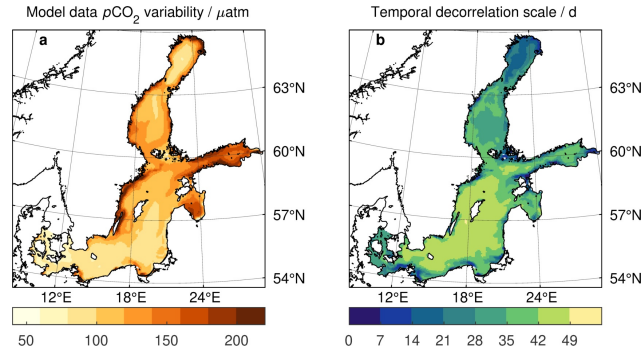 Model data pCO₂ variability / μatm
Temporal decorrelation scale / d
a
b
63°N
63°N
60°N
60°N
57°N
57°N
54°N
54°N
12°E 18°E 24°E
12°E 18°E 24°E
50 100 150 200
0 7 14 21 28 35 42 49